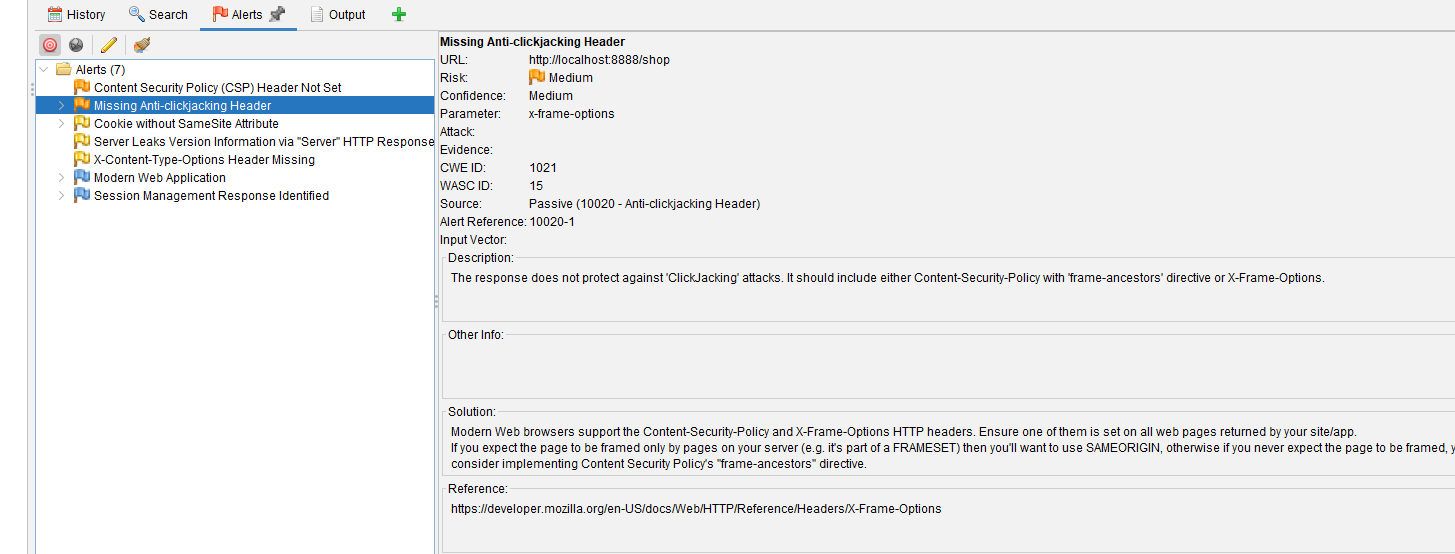 History Search Alerts Output
Alerts (7)
Content Security Policy (CSP) Header Not Set
Missing Anti-clickjacking Header
Cookie without SameSite Attribute
Server Leaks Version Information via "Server" HTTP Response
X-Content-Type-Options Header Missing
Modern Web Application
Session Management Response Identified
Missing Anti-clickjacking Header
URL: http://localhost:8888/shop
Risk: Medium
Confidence: Medium
Parameter: x-frame-options
Attack:
Evidence:
CWE ID: 1021
WASC ID: 15
Source: Passive (10020 - Anti-clickjacking Header)
Alert Reference: 10020-1
Input Vector:
Description:
The response does not protect against 'ClickJacking' attacks. It should include either Content-Security-Policy with 'frame-ancestors' directive or X-Frame-Options.
Other Info:
Solution:
Modern Web browsers support the Content-Security-Policy and X-Frame-Options HTTP headers. Ensure one of them is set on all web pages returned by your site/app.
If you expect the page to be framed only by pages on your server (e.g. it's part of a FRAMESET) then you'll want to use SAMEORIGIN, otherwise if you never expect the page to be framed,
consider implementing Content Security Policy's "frame-ancestors" directive.
Reference:
https://developer.mozilla.org/en-US/docs/Web/HTTP/Reference/Headers/X-Frame-Options